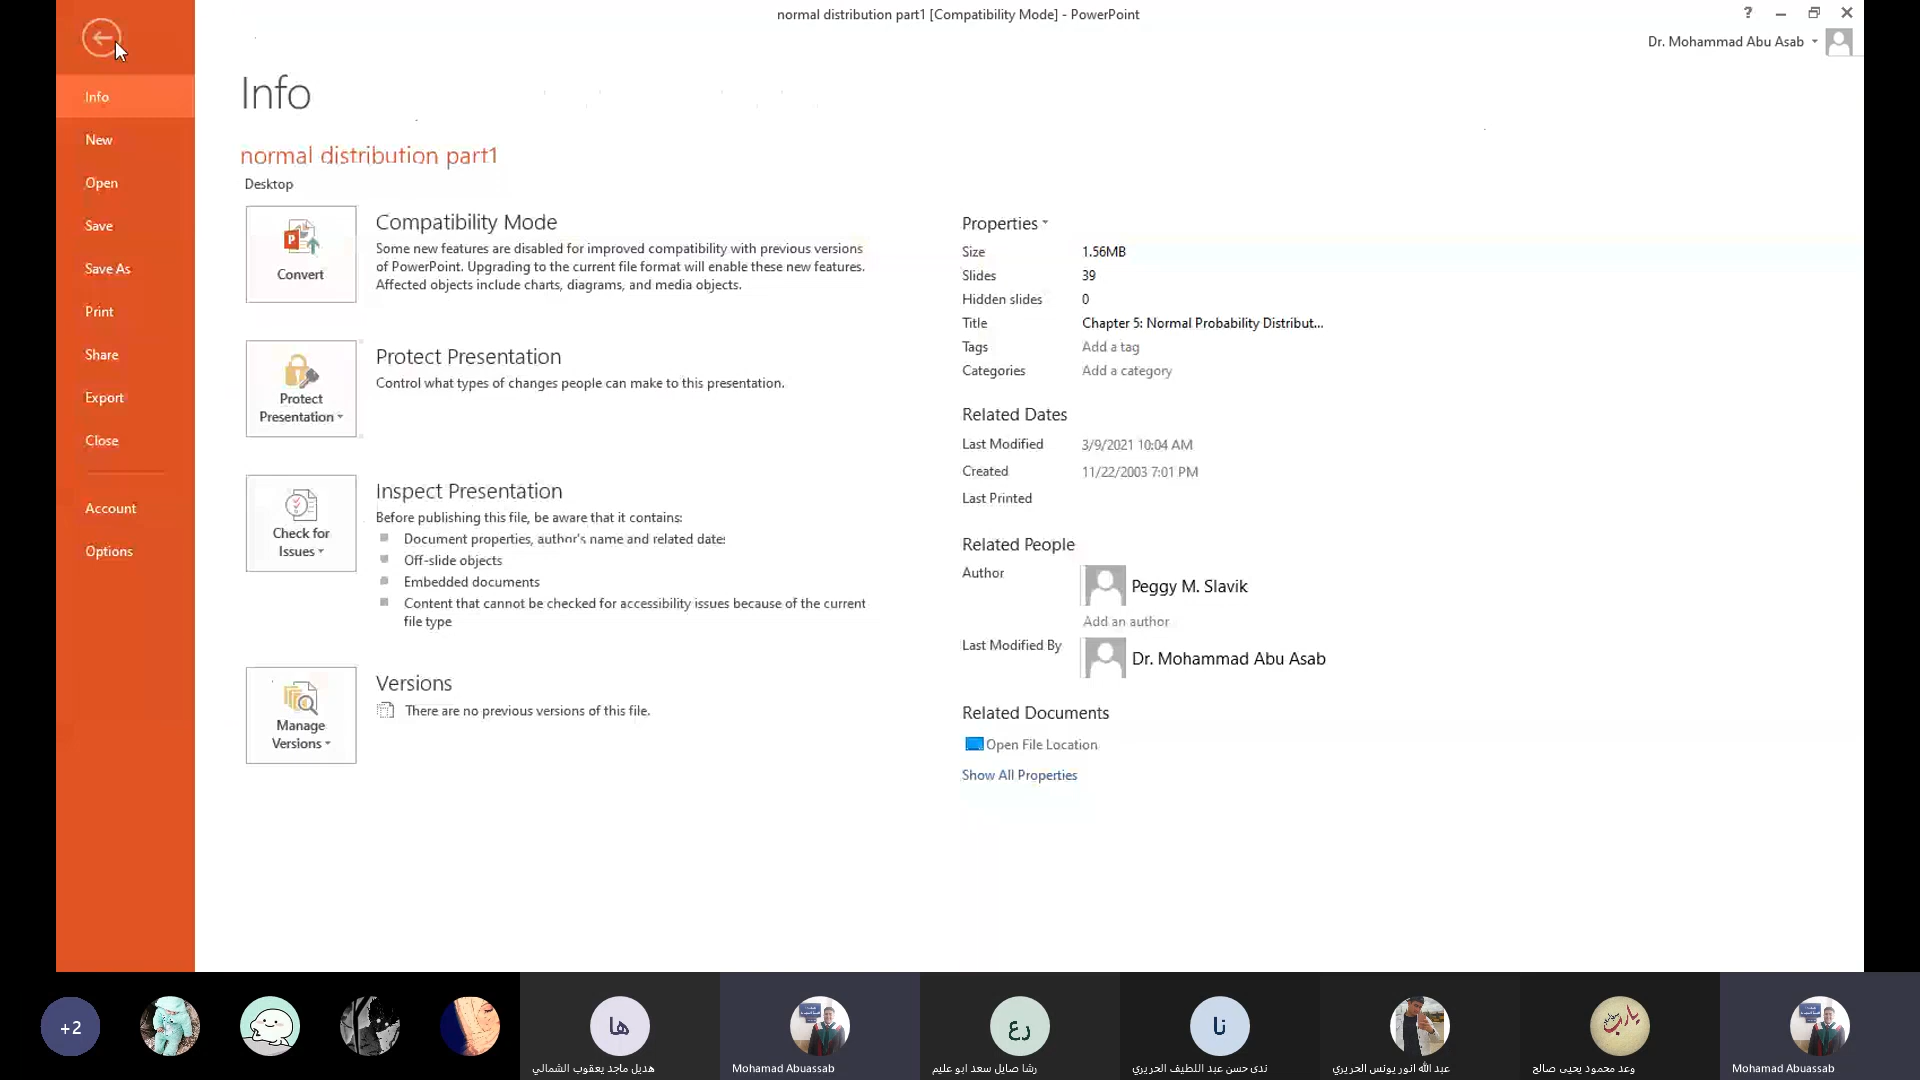 normal distribution part1 [Compatibility Mode] - PowerPoint
?
Dr. Mohammad Abu Asab
Info
New
Open
Save
Save As
Print
Share
Export
Close
Account
Options
Info
normal distribution part1
Desktop
Convert
Compatibility Mode
Some new features are disabled for improved compatibility with previous versions
of PowerPoint. Upgrading to the current file format will enable these new features.
Affected objects include charts, diagrams, and media objects.
Protect
Presentation
Protect Presentation
Control what types of changes people can make to this presentation.
Check for
Issues
Inspect Presentation
Before publishing this file, be aware that it contains:
Document properties, author's name and related dates
Off-slide objects
Embedded documents
Content that cannot be checked for accessibility issues because of the current
file type
Manage
Versions
Versions
There are no previous versions of this file.
Properties
Size 1.56MB
Slides 39
Hidden slides 0
Title Chapter 5: Normal Probability Distribut...
Tags Add a tag
Categories Add a category
Related Dates
Last Modified 3/9/2021 10:04 AM
Created 11/22/2003 7:01 PM
Last Printed
Related People
Author Peggy M. Slavik
Add an author
Last Modified By Dr. Mohammad Abu Asab
Related Documents
Open File Location
Show All Properties
+2
ها
رع
نا
يارب
هديل ماجد يعقوب الشمالي
Mohamad Abuassab
رشا صايل سعد ابو عليم
ندى حسن عبد اللطيف الحريري
عبد الله انور يونس الحريري
وعد محمود يحيى صالح
Mohamad Abuassab